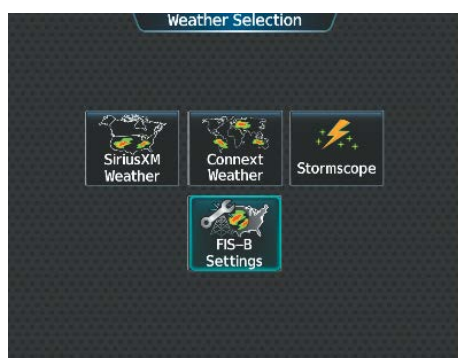 Weather Selection
SiriusXM
Weather
Connext
Weather
Stormscope
FIS-B
Settings